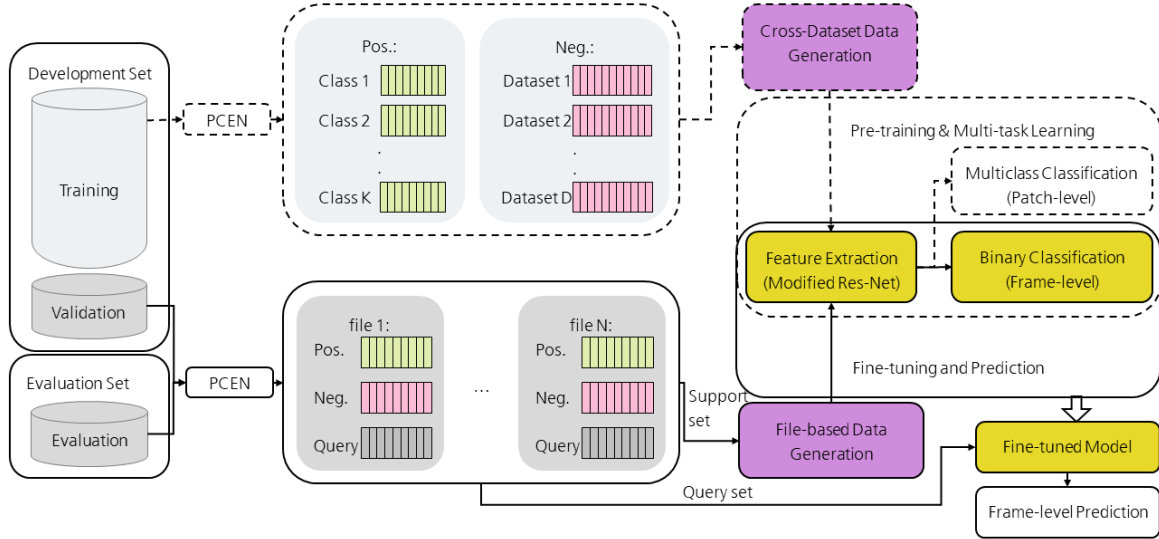 Development Set
Training
Validation
Evaluation Set
Evaluation
PCEN
PCEN
Pos.:
Class 1
Class 2
.
.
Class K
Neg.:
Dataset 1
Dataset 2
.
.
Dataset D
Cross-Dataset Data
Generation
Pre-training & Multi-task Learning
Multiclass Classification
(Patch-level)
Feature Extraction
(Modified Res-Net)
Binary Classification
(Frame-level)
Fine-tuning and Prediction
file 1:
Pos.
Neg.
Query
...
file N:
Pos.
Neg.
Query
Support
set
Query set
File-based Data
Generation
Fine-tuned Model
Frame-level Prediction